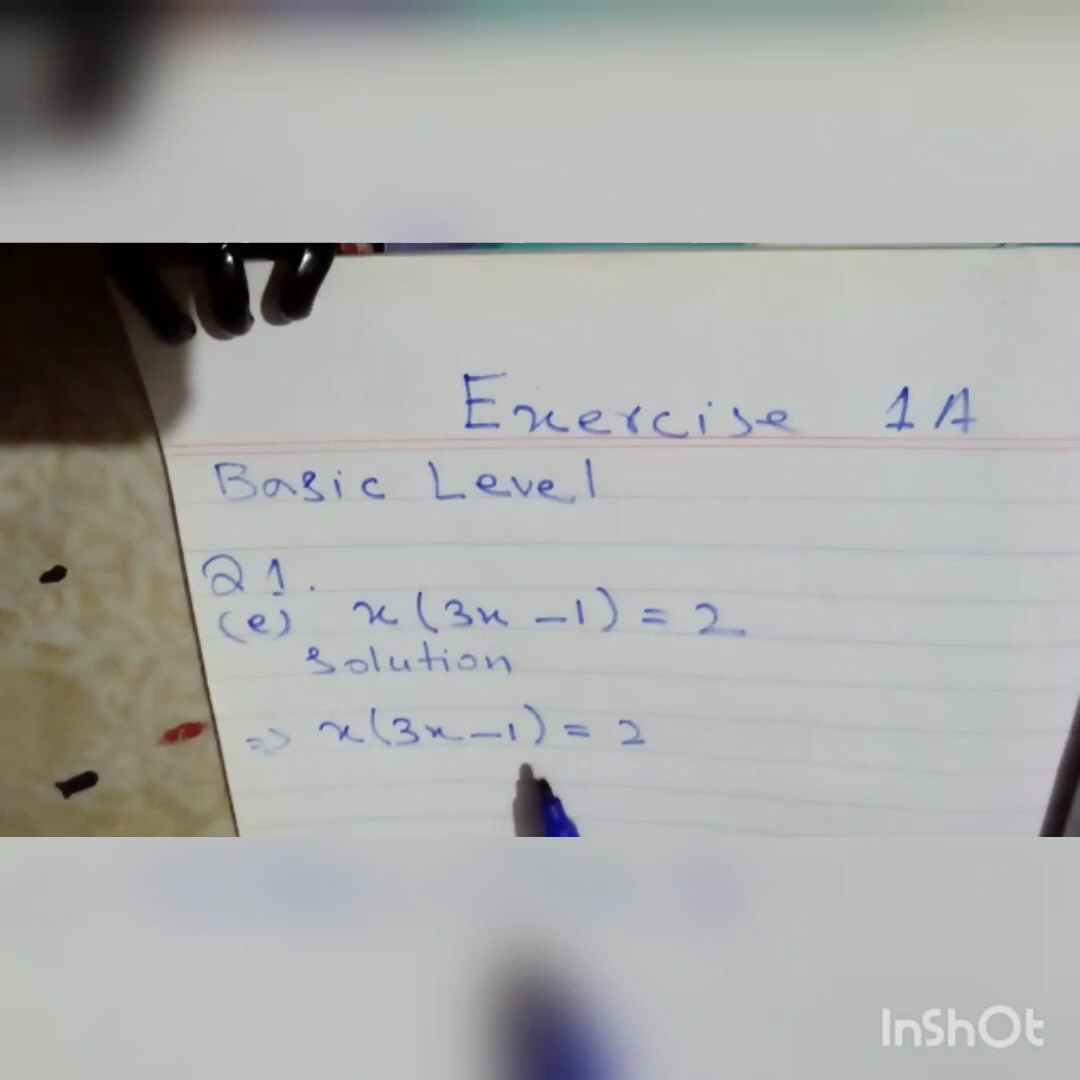 Exercise 1A
Basic Level
Q1.
(e) x(3x-1) = 2
Solution
=> x(3x-1) = 2
InShOt